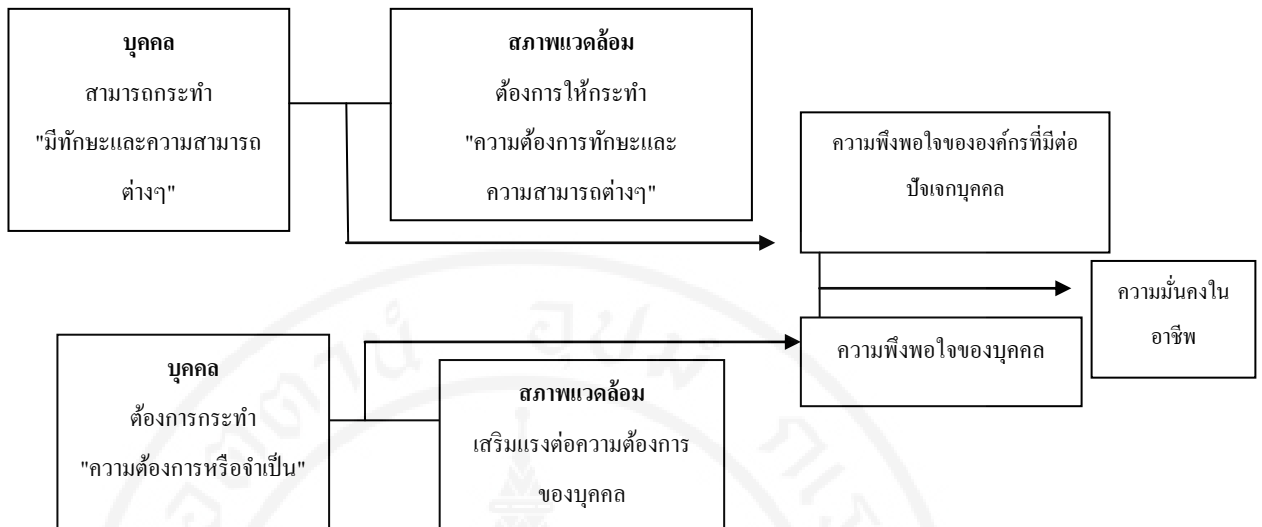 บุคคล
สามารถกระทำ
"มีทักษะและความสามารถ
ต่างๆ"
สภาพแวดล้อม
ต้องการให้กระทำ
"ความต้องการทักษะและ
ความสามารถต่างๆ"
ความพึงพอใจขององค์กรที่มีต่อ
ปัจเจกบุคคล
ความมั่นคงใน
อาชีพ
ความพึงพอใจของบุคคล
บุคคล
ต้องการกระทำ
"ความต้องการหรือจำเป็น"
สภาพแวดล้อม
เสริมแรงต่อความต้องการ
ของบุคคล